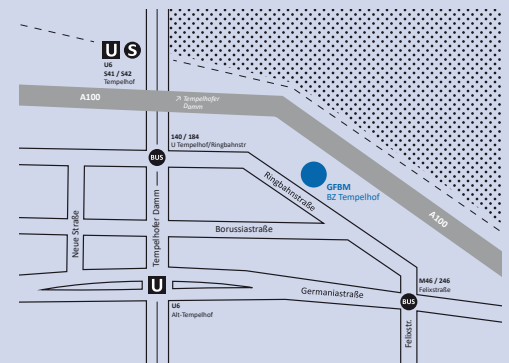 U S
U6
S41 / S42
Tempelhof
A100
↗ Tempelhofer
Damm
140 / 184
U Tempelhof/Ringbahnstr
BUS
Ringbahnstraße
GFBM
BZ Tempelhof
A100
Neue Straße
Tempelhofer Damm
Borussiastraße
U
U6
Alt-Tempelhof
Germaniastraße
M46 / 246
Felixstraße
BUS
Felixstr.